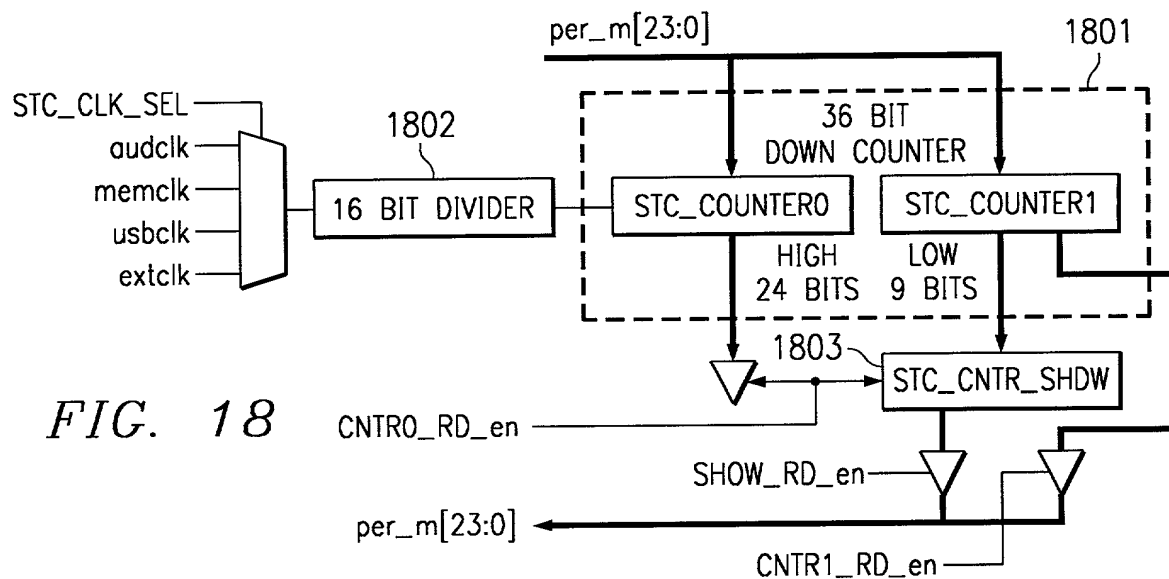 per_m[23:0]
1801
STC_CLK_SEL
audclk
memclk
usbclk
extclk
1802
16 BIT DIVIDER
36 BIT
DOWN COUNTER
STC_COUNTER0
STC_COUNTER1
HIGH
24 BITS
LOW
9 BITS
1803
STC_CNTR_SHDW
FIG. 18
CNTR0_RD_en
SHOW_RD_en
per_m[23:0]
CNTR1_RD_en